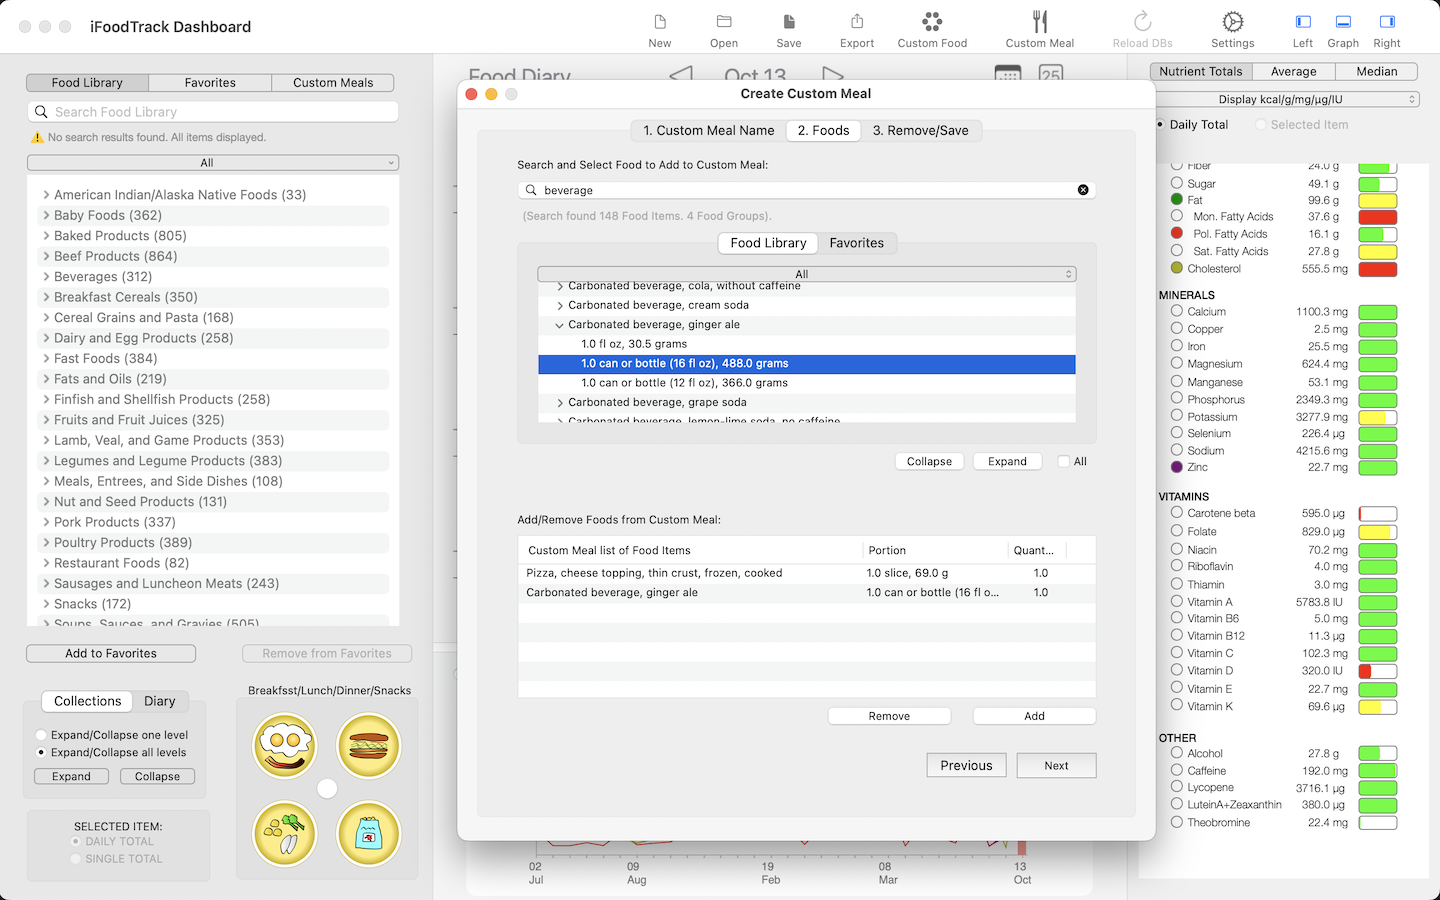 iFoodTrack Dashboard
New
Open
Save
Export
Custom Food
Custom Meal
Reload DBs
Settings
Left
Graph
Right
Food Library
Favorites
Custom Meals
Search Food Library
No search results found. All items displayed.
All
American Indian/Alaska Native Foods (33)
Baby Foods (362)
Baked Products (805)
Beef Products (864)
Beverages (312)
Breakfast Cereals (350)
Cereal Grains and Pasta (168)
Dairy and Egg Products (258)
Fast Foods (384)
Fats and Oils (219)
Finfish and Shellfish Products (258)
Fruits and Fruit Juices (325)
Lamb, Veal, and Game Products (353)
Legumes and Legume Products (383)
Meals, Entrees, and Side Dishes (108)
Nut and Seed Products (131)
Pork Products (337)
Poultry Products (389)
Restaurant Foods (82)
Sausages and Luncheon Meats (243)
Snacks (172)
Soups, Sauces, and Gravies (505)
Add to Favorites
Remove from Favorites
Collections
Diary
Expand/Collapse one level
Expand/Collapse all levels
Expand
Collapse
SELECTED ITEM:
DAILY TOTAL
SINGLE TOTAL
Breakfsst/Lunch/Dinner/Snacks
Food Diary
Oct 13
25
Create Custom Meal
1. Custom Meal Name
2. Foods
3. Remove/Save
Search and Select Food to Add to Custom Meal:
beverage
(Search found 148 Food Items. 4 Food Groups).
Food Library
Favorites
All
Carbonated beverage, cola, without caffeine
Carbonated beverage, cream soda
Carbonated beverage, ginger ale
1.0 fl oz, 30.5 grams
1.0 can or bottle (16 fl oz), 488.0 grams
1.0 can or bottle (12 fl oz), 366.0 grams
Carbonated beverage, grape soda
Carbonated beverage, lemon-lime soda, no caffeine
Collapse
Expand
All
Add/Remove Foods from Custom Meal:
Custom Meal list of Food Items Portion Quant...
Pizza, cheese topping, thin crust, frozen, cooked 1.0 slice, 69.0 g 1.0
Carbonated beverage, ginger ale 1.0 can or bottle (16 fl o... 1.0
Remove
Add
Previous
Next
02
Jul
09
Aug
19
Feb
08
Mar
13
Oct
Nutrient Totals
Average
Median
Display kcal/g/mg/µg/IU
Daily Total
Selected Item
Fiber 24.0 g
Sugar 49.1 g
Fat 99.6 g
Mon. Fatty Acids 37.6 g
Pol. Fatty Acids 16.1 g
Sat. Fatty Acids 27.8 g
Cholesterol 555.5 mg
MINERALS
Calcium 1100.3 mg
Copper 2.5 mg
Iron 25.5 mg
Magnesium 624.4 mg
Manganese 53.1 mg
Phosphorus 2349.3 mg
Potassium 3277.9 mg
Selenium 226.4 µg
Sodium 4215.6 mg
Zinc 22.7 mg
VITAMINS
Carotene beta 595.0 µg
Folate 829.0 µg
Niacin 70.2 mg
Riboflavin 4.0 mg
Thiamin 3.0 mg
Vitamin A 5783.8 IU
Vitamin B6 5.0 mg
Vitamin B12 11.3 µg
Vitamin C 102.3 mg
Vitamin D 320.0 IU
Vitamin E 22.7 mg
Vitamin K 69.6 µg
OTHER
Alcohol 27.8 g
Caffeine 192.0 mg
Lycopene 3716.1 µg
LuteinA+Zeaxanthin 380.0 µg
Theobromine 22.4 mg